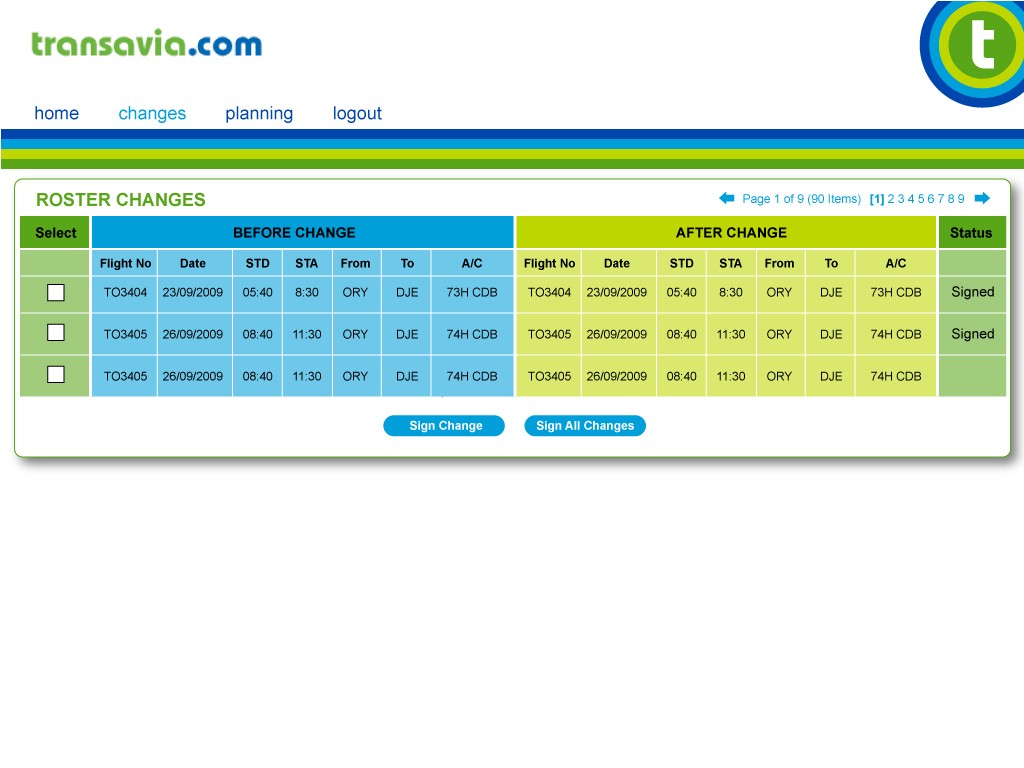 transavia.com
t
home changes planning logout
ROSTER CHANGES Page 1 of 9 (90 Items) [1] 2 3 4 5 6 7 8 9
Select BEFORE CHANGE AFTER CHANGE Status
Flight No Date STD STA From To A/C Flight No Date STD STA From To A/C
TO3404 23/09/2009 05:40 8:30 ORY DJE 73H CDB TO3404 23/09/2009 05:40 8:30 ORY DJE 73H CDB Signed
TO3405 26/09/2009 08:40 11:30 ORY DJE 74H CDB TO3405 26/09/2009 08:40 11:30 ORY DJE 74H CDB Signed
TO3405 26/09/2009 08:40 11:30 ORY DJE 74H CDB TO3405 26/09/2009 08:40 11:30 ORY DJE 74H CDB
Sign Change Sign All Changes